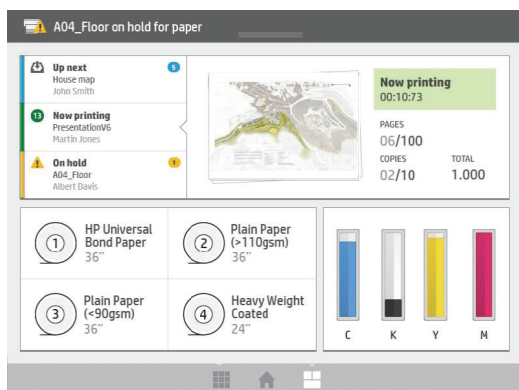 A04_Floor on hold for paper
Up next
5
House map
John Smith
13
Now printing
PresentationV6
Martin Jones
On hold
1
A04_Floor
Albert Davis
Now printing
00:10:73
PAGES
06/100
COPIES
TOTAL
02/10
1.000
1
HP Universal
Bond Paper
36”
2
Plain Paper
(>110gsm)
36”
3
Plain Paper
(<90gsm)
36”
4
Heavy Weight
Coated
24”
C
K
Y
M